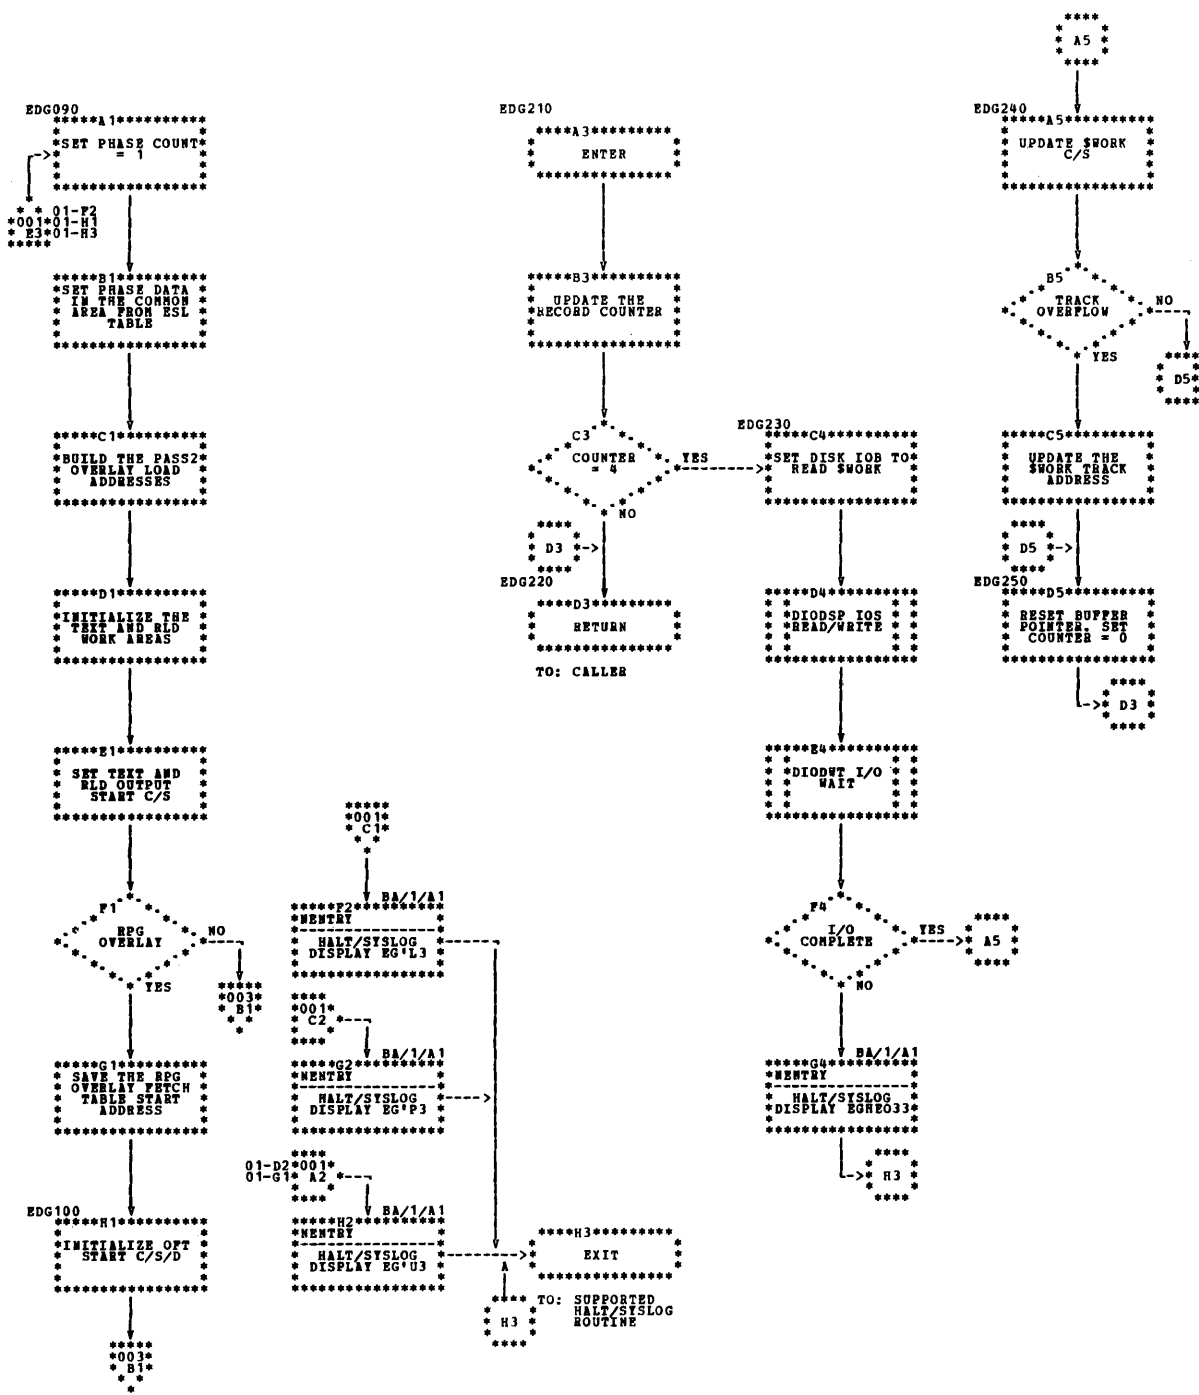 EDG090
A1
SET PHASE COUNT
= 1
001 01-F2
01-H1
E3 01-H3
B1
SET PHASE DATA
IN THE COMMON
AREA FROM ESL
TABLE
C1
BUILD THE PASS2
OVERLAY LOAD
ADDRESSES
D1
INITIALIZE THE
TEXT AND RLD
WORK AREAS
E1
SET TEXT AND
RLD OUTPUT
START C/S
F1
RPG
OVERLAY
NO
YES
003
B1
G1
SAVE THE RPG
OVERLAY FETCH
TABLE START
ADDRESS
EDG100
H1
INITIALIZE OFT
START C/S/D
003
B1
001
C1
BA/1/A1
F2
NENTRY
HALT/SYSLOG
DISPLAY EG'L3
001
C2
BA/1/A1
G2
NENTRY
HALT/SYSLOG
DISPLAY EG'P3
01-D2 001
01-G1 A2
BA/1/A1
H2
NENTRY
HALT/SYSLOG
DISPLAY EG'U3
EDG210
A3
ENTER
B3
UPDATE THE
RECORD COUNTER
C3
COUNTER
= 4
YES
NO
D3
EDG220
D3
RETURN
TO: CALLER
H3
EXIT
A
H3
TO: SUPPORTED
HALT/SYSLOG
ROUTINE
EDG230
C4
SET DISK IOB TO
READ $WORK
D4
DIODSP IOS
READ/WRITE
E4
DIODWT I/O
WAIT
F4
I/O
COMPLETE
YES
A5
NO
BA/1/A1
G4
NENTRY
HALT/SYSLOG
DISPLAY EGHEO33
H3
A5
EDG240
A5
UPDATE $WORK
C/S
B5
TRACK
OVERFLOW
NO
YES
D5
C5
UPDATE THE
$WORK TRACK
ADDRESS
D5
EDG250
D5
RESET BUFFER
POINTER. SET
COUNTER = 0
D3